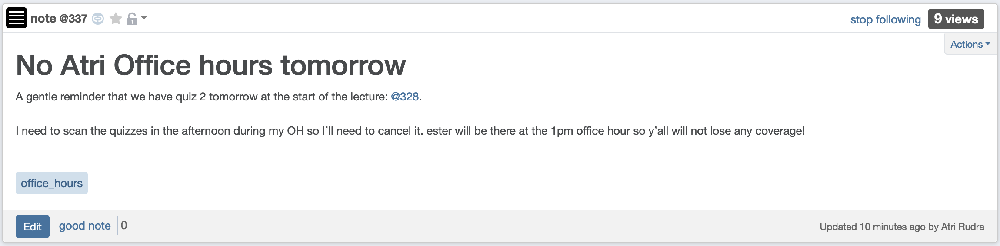 note @337
stop following
9 views
Actions
No Atri Office hours tomorrow
A gentle reminder that we have quiz 2 tomorrow at the start of the lecture: @328.
I need to scan the quizzes in the afternoon during my OH so I’ll need to cancel it. ester will be there at the 1pm office hour so y’all will not lose any coverage!
office_hours
Edit
good note
0
Updated 10 minutes ago by Atri Rudra